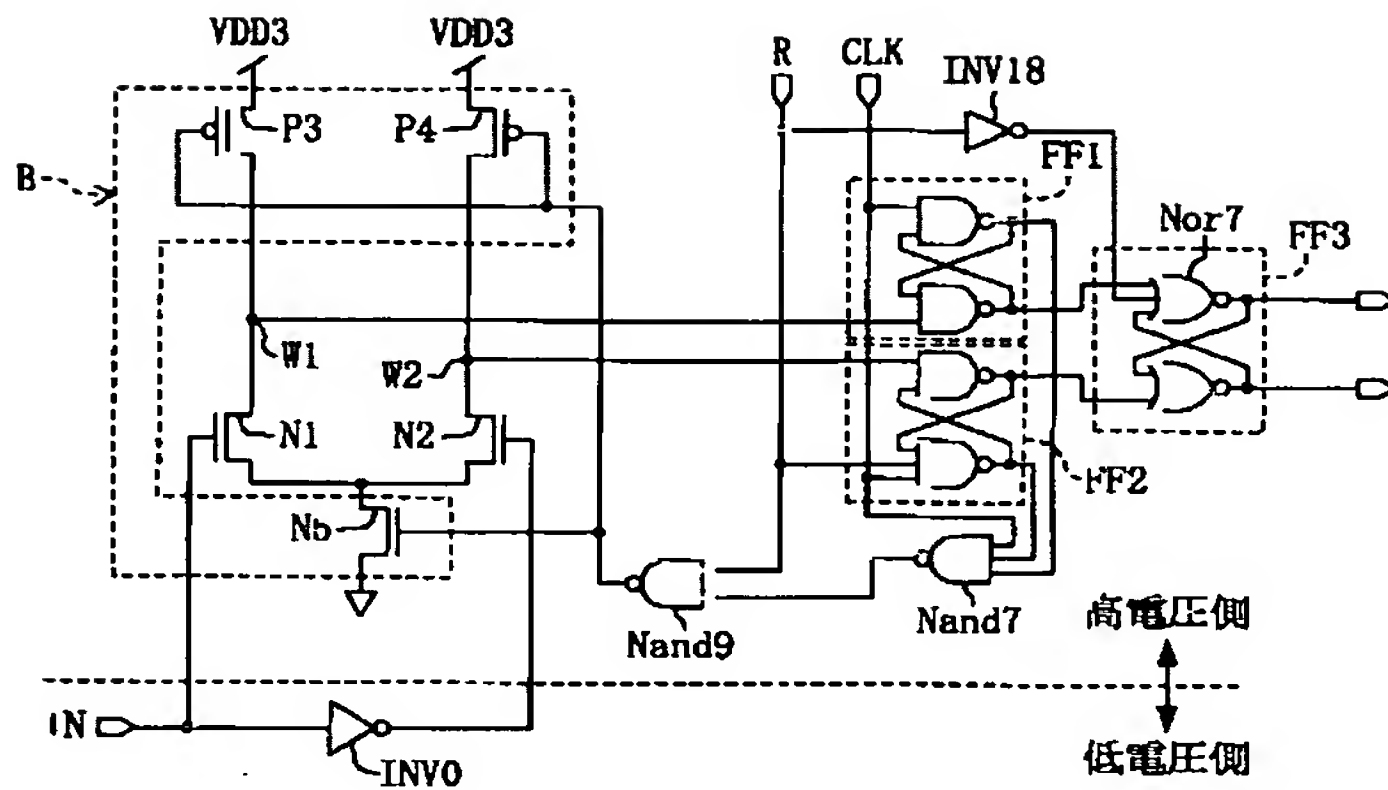 VDD3
VDD3
R
CLK
INV18
P3
P4
FF1
B
Nor7
FF3
W1
W2
N1
N2
FF2
N5
Nand9
Nand7
高電圧側
IN
INV0
低電圧側